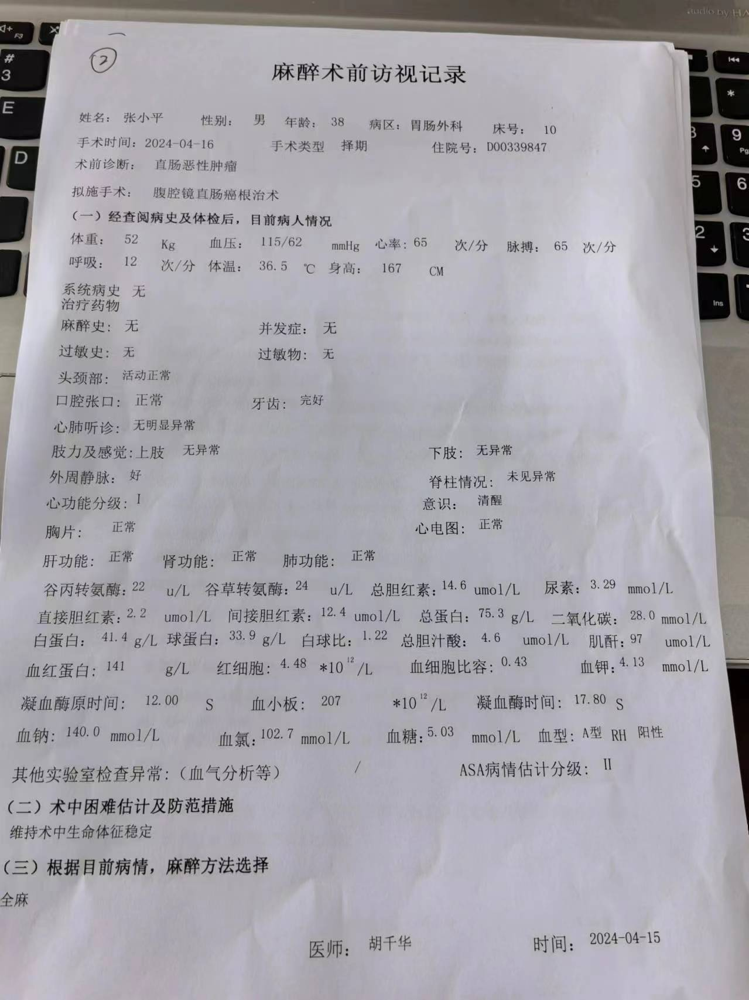 audio by HA
F3
#
3
E
D
*
8
9
Pg
5
6
2
3
Ins
2
麻醉术前访视记录
姓名： 张小平 性别： 男 年龄： 38 病区：胃肠外科 床号： 10
手术时间：2024-04-16 手术类型 择期 住院号：D00339847
术前诊断： 直肠恶性肿瘤
拟施手术： 腹腔镜直肠癌根治术
（一）经查阅病史及体检后，目前病人情况
体重： 52 Kg 血压： 115/62 mmHg 心率：65 次/分 脉搏： 65 次/分
呼吸： 12 次/分 体温： 36.5 ℃ 身高： 167 CM
系统病史 无
治疗药物
麻醉史： 无 并发症： 无
过敏史： 无 过敏物： 无
头颈部： 活动正常
口腔张口： 正常 牙齿： 完好
心肺听诊： 无明显异常
肢力及感觉：上肢 无异常 下肢： 无异常
外周静脉： 好 脊柱情况： 未见异常
心功能分级：I 意识： 清醒
胸片： 正常 心电图： 正常
肝功能： 正常 肾功能： 正常 肺功能： 正常
谷丙转氨酶：22 u/L 谷草转氨酶：24 u/L 总胆红素：14.6 umol/L 尿素：3.29 mmol/L
直接胆红素：2.2 umol/L 间接胆红素：12.4 umol/L 总蛋白：75.3 g/L 二氧化碳： 28.0 mmol/L
白蛋白： 41.4 g/L 球蛋白：33.9 g/L 白球比：1.22 总胆汁酸： 4.6 umol/L 肌酐：97 umol/L
血红蛋白：141 g/L 红细胞：4.48 *10¹²/L 血细胞比容：0.43 血钾：4.13 mmol/L
凝血酶原时间： 12.00 S 血小板： 207 *10¹²/L 凝血酶时间：17.80 S
血钠：140.0 mmol/L 血氯：102.7 mmol/L 血糖：5.03 mmol/L 血型：A型 RH 阳性
其他实验室检查异常：（血气分析等） / ASA病情估计分级： II
（二）术中困难估计及防范措施
维持术中生命体征稳定
（三）根据目前病情，麻醉方法选择
全麻
医师： 胡千华 时间： 2024-04-15